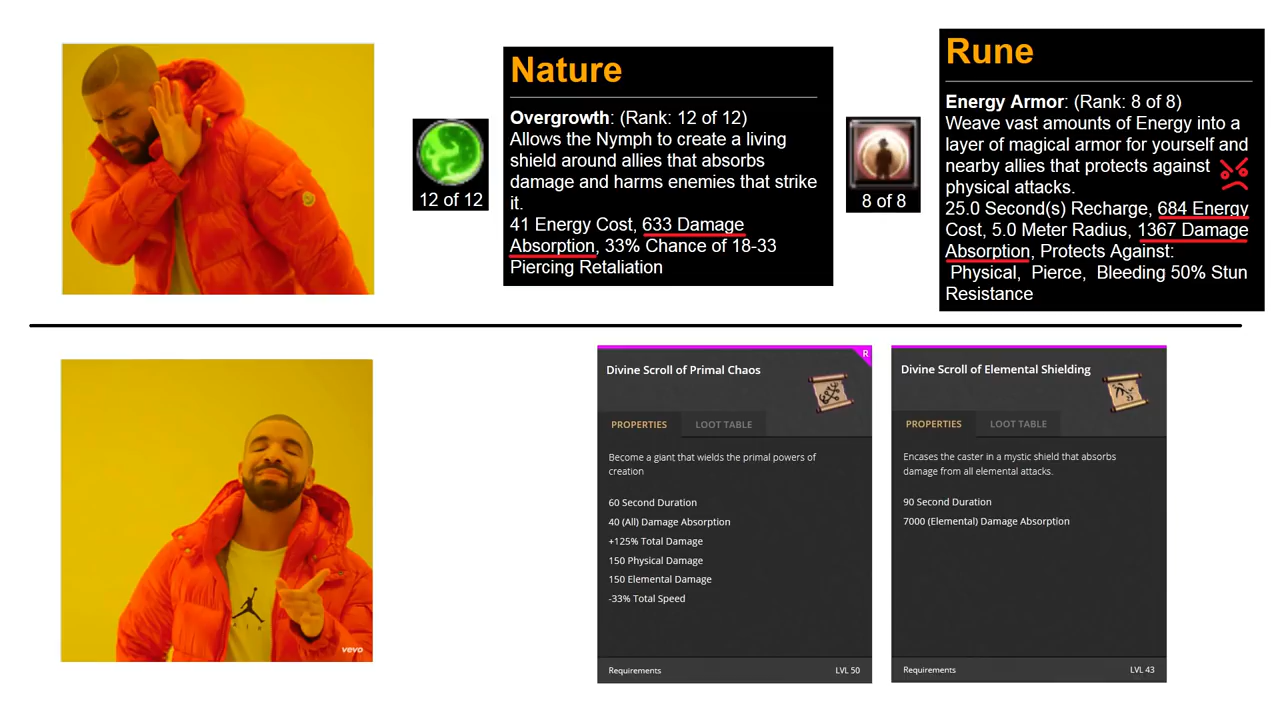 Nature
Overgrowth: (Rank: 12 of 12)
Allows the Nymph to create a living
shield around allies that absorbs
damage and harms enemies that strike
it.
41 Energy Cost, 633 Damage
Absorption, 33% Chance of 18-33
Piercing Retaliation
12 of 12
Rune
Energy Armor: (Rank: 8 of 8)
Weave vast amounts of Energy into a
layer of magical armor for yourself and
nearby allies that protects against
physical attacks.
25.0 Second(s) Recharge, 684 Energy
Cost, 5.0 Meter Radius, 1367 Damage
Absorption, Protects Against:
Physical, Pierce, Bleeding 50% Stun
Resistance
8 of 8
Divine Scroll of Primal Chaos
R
PROPERTIES LOOT TABLE
Become a giant that wields the primal powers of
creation
60 Second Duration
40 (All) Damage Absorption
+125% Total Damage
150 Physical Damage
150 Elemental Damage
-33% Total Speed
Requirements LVL 50
Divine Scroll of Elemental Shielding
PROPERTIES LOOT TABLE
Encases the caster in a mystic shield that absorbs
damage from all elemental attacks.
90 Second Duration
7000 (Elemental) Damage Absorption
Requirements LVL 43
AIR
vevo